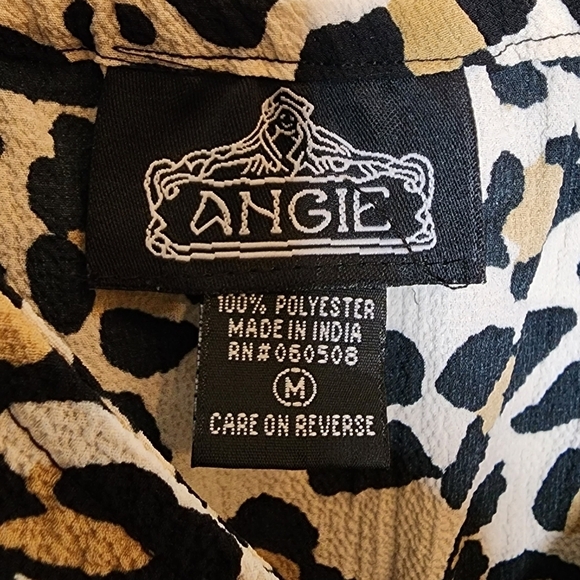 ANGIE
100% POLYESTER
MADE IN INDIA
RN#060508
M
CARE ON REVERSE